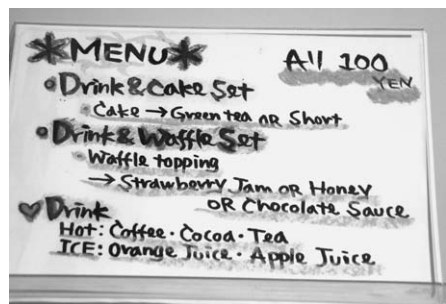 *MENU* All 100 YEN
• Drink & Cake Set
• Cake → Green tea OR Short
• Drink & Waffle Set
• Waffle topping
→ Strawberry Jam OR Honey
OR Chocolate Sauce
♥ Drink
Hot: Coffee · Cocoa · Tea
ICE: Orange Juice · Apple Juice